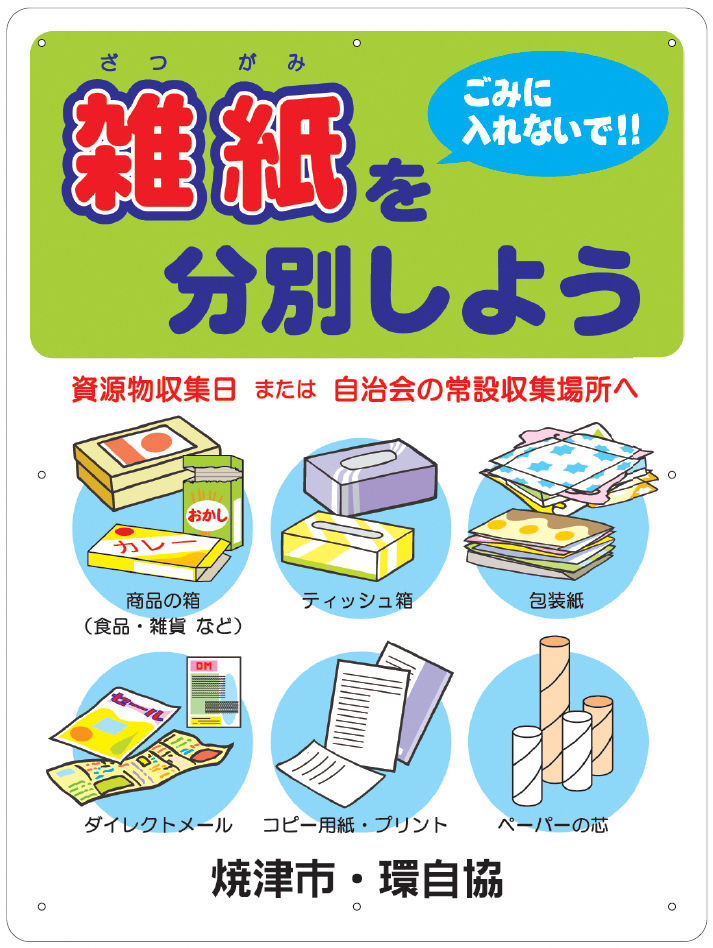 ざつ がみ
雑紙を
ごみに
入れないで!!
分別しよう
資源物収集日 または 自治会の常設収集場所へ
おかし
カレー
商品の箱
(食品・雑貨 など)
ティッシュ箱
包装紙
DM
セール
ダイレクトメール
コピー用紙・プリント
ペーパーの芯
焼津市・環自協